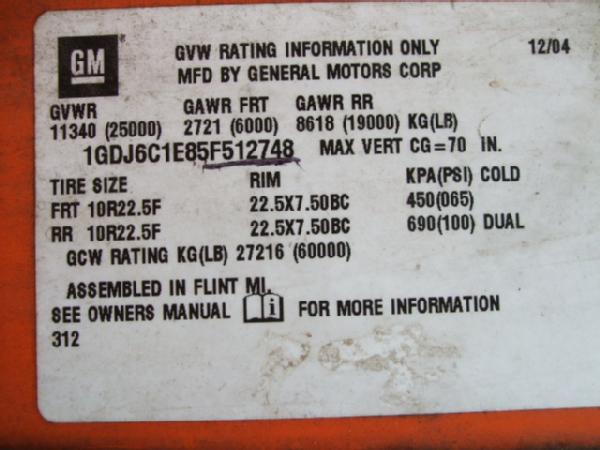 GM
GVW RATING INFORMATION ONLY 12/04
MFD BY GENERAL MOTORS CORP
GVWR GAWR FRT GAWR RR
11340 (25000) 2721 (6000) 8618 (19000) KG(LB)
1GDJ6C1E85F512748 MAX VERT CG=70 IN.
TIRE SIZE RIM KPA(PSI) COLD
FRT 10R22.5F 22.5X7.50BC 450(065)
RR 10R22.5F 22.5X7.50BC 690(100) DUAL
GCW RATING KG(LB) 27216 (60000)
ASSEMBLED IN FLINT MI.
SEE OWNERS MANUAL i FOR MORE INFORMATION
312